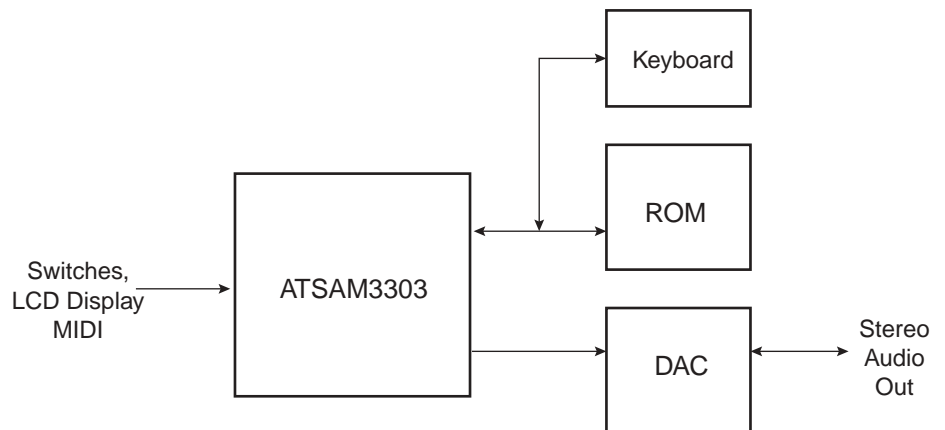 Keyboard
ROM
Switches,
LCD Display
MIDI
ATSAM3303
DAC
Stereo
Audio
Out